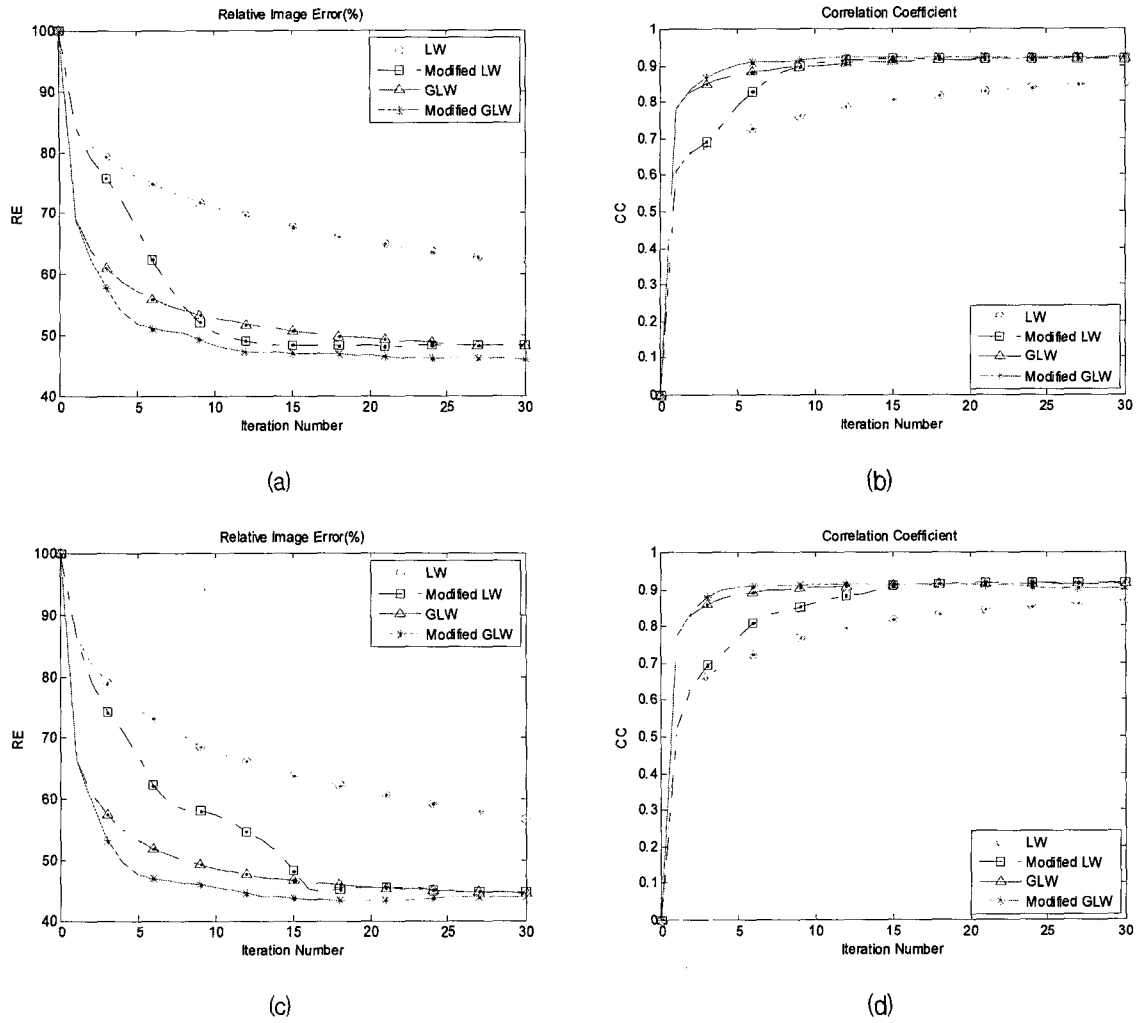 Relative Image Error(%)
100
90
80
70
60
50
40
RE
0
5
10
15
20
25
30
Iteration Number
LW
Modified LW
GLW
Modified GLW
(a)
Correlation Coefficient
1
0.9
0.8
0.7
0.6
0.5
0.4
0.3
0.2
0.1
0
CC
0
5
10
15
20
25
30
Iteration Number
LW
Modified LW
GLW
Modified GLW
(b)
Relative Image Error(%)
100
90
80
70
60
50
40
RE
0
5
10
15
20
25
30
Iteration Number
LW
Modified LW
GLW
Modified GLW
(c)
Correlation Coefficient
1
0.9
0.8
0.7
0.6
0.5
0.4
0.3
0.2
0.1
0
CC
0
5
10
15
20
25
30
Iteration Number
LW
Modified LW
GLW
Modified GLW
(d)